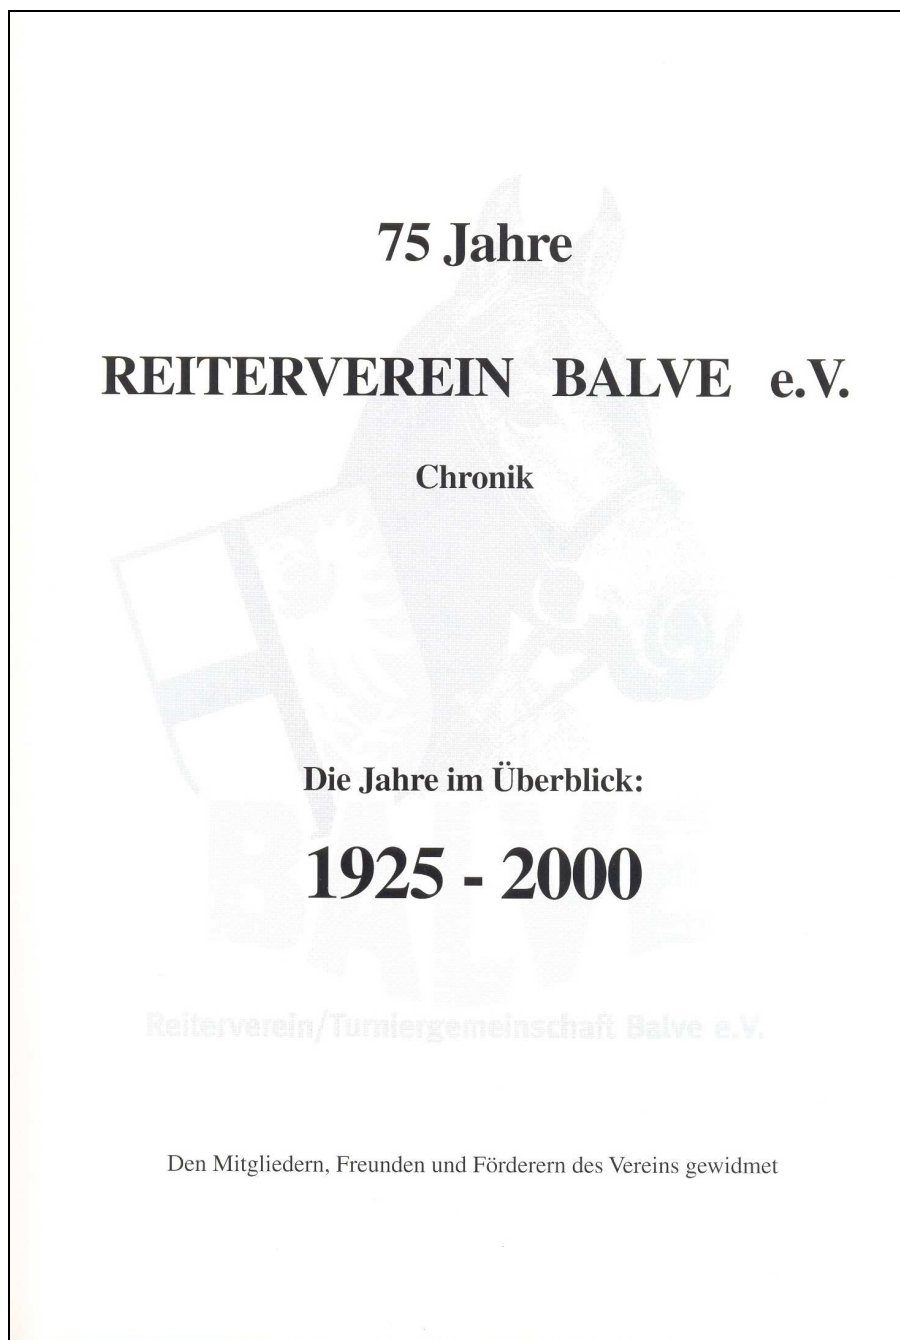 75 Jahre
REITERVEREIN BALVE e.V.
Chronik
Die Jahre im Überblick:
1925 - 2000
BALVE
Reiterverein/Turniergemeinschaft Balve e.V.
Den Mitgliedern, Freunden und Förderern des Vereins gewidmet